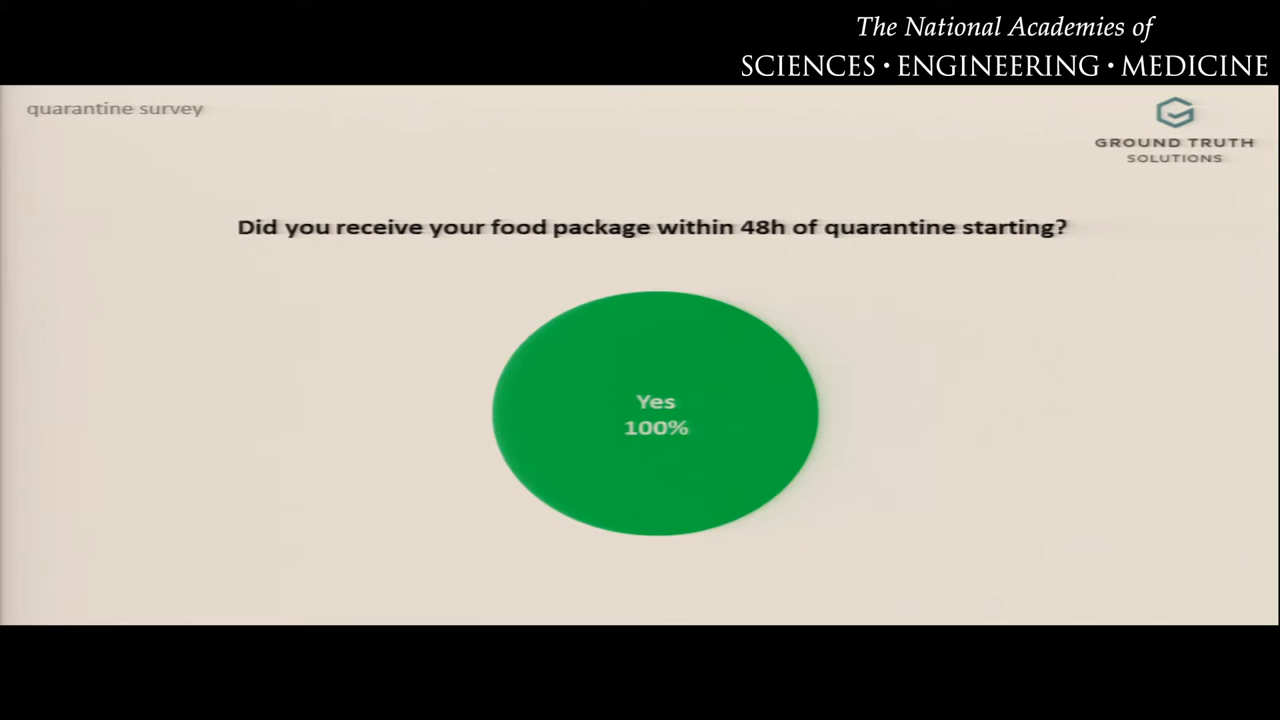 The National Academies of
SCIENCES • ENGINEERING • MEDICINE
quarantine survey
GROUND TRUTH
SOLUTIONS
Did you receive your food package within 48h of quarantine starting?
Yes
100%